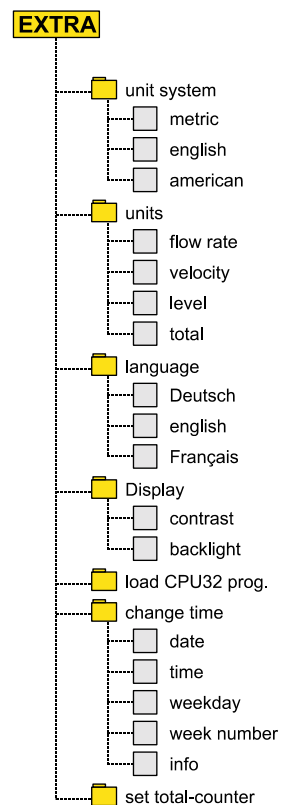 EXTRA
unit system
metric
english
american
units
flow rate
velocity
level
total
language
Deutsch
english
Français
Display
contrast
backlight
load CPU32 prog.
change time
date
time
weekday
week number
info
set total-counter